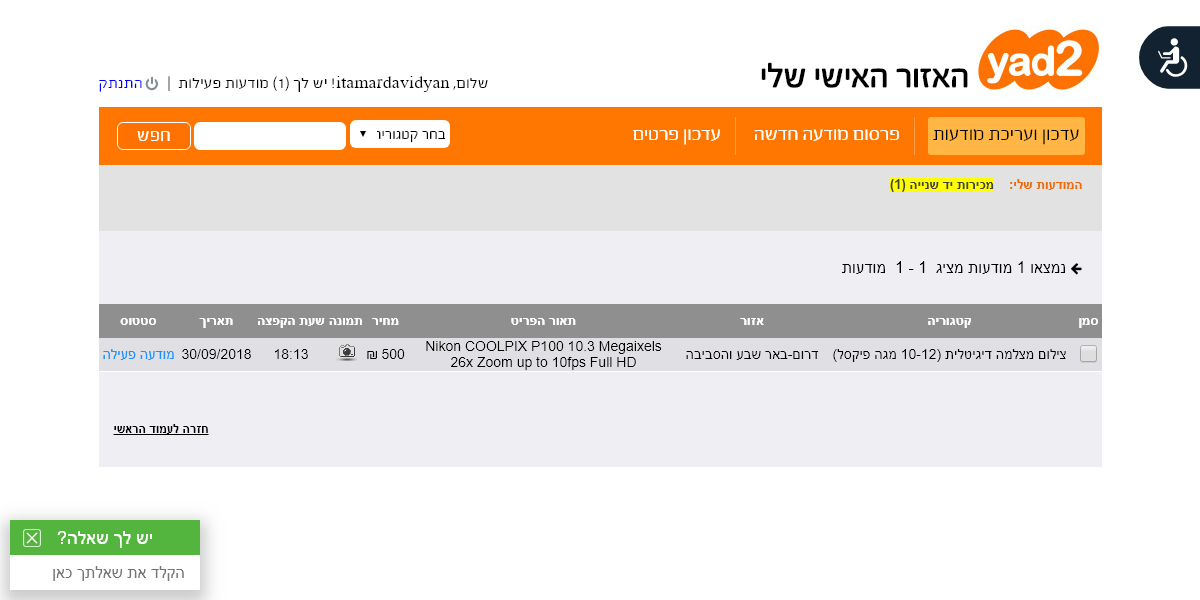 yad2
האזור האישי שלי
שלום, itamardavidyan! יש לך (1) מודעות פעילות | התנתק
עדכון ועריכת מודעות
פרסום מודעה חדשה
עדכון פרטים
בחר קטגוריה
חפש
המודעות שלי: מכירות יד שנייה (1)
נמצאו 1 מודעות מציג 1 - 1 מודעות
סמן קטגוריה אזור תאור הפריט מחיר תמונה שעת הקפצה תאריך סטטוס
צילום מצלמה דיגיטלית (10-12 מגה פיקסל) דרום-באר שבע והסביבה Nikon COOLPIX P100 10.3 Megaixels 500 ₪ 18:13 30/09/2018 מודעה פעילה
26x Zoom up to 10fps Full HD
חזרה לעמוד הראשי
יש לך שאלה?
הקלד את שאלתך כאן